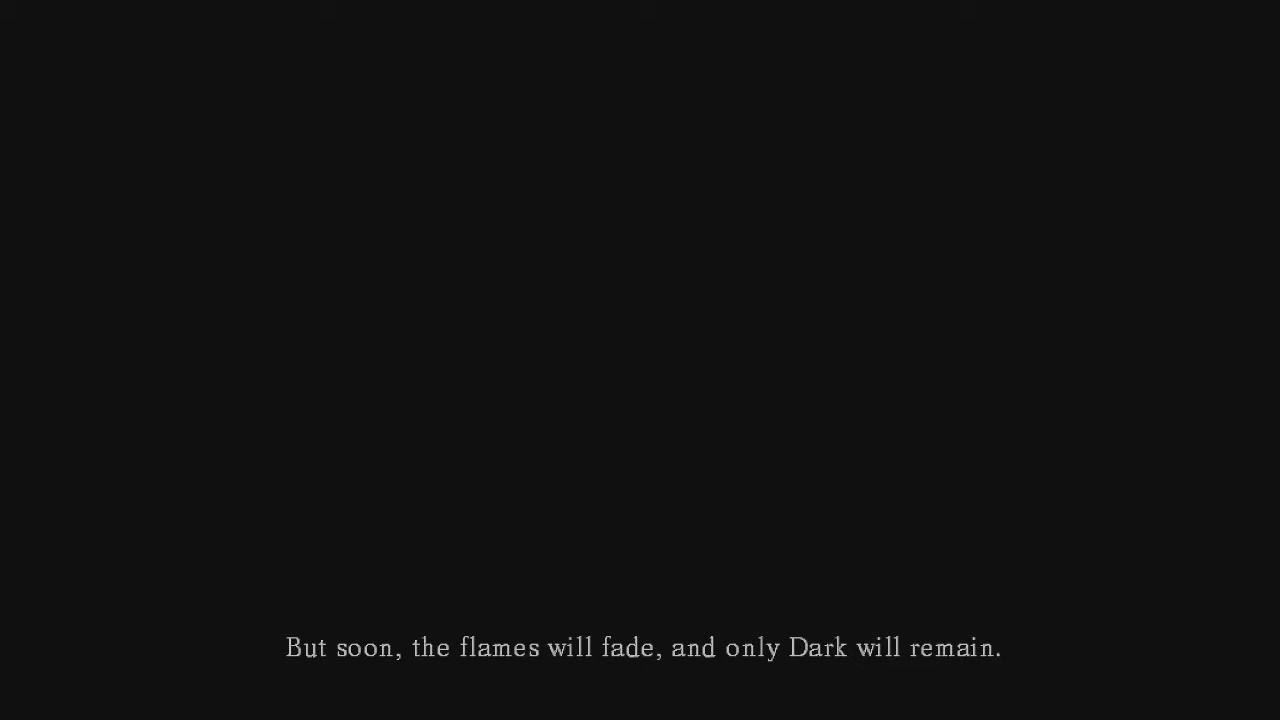 But soon, the flames will fade, and only Dark will remain.